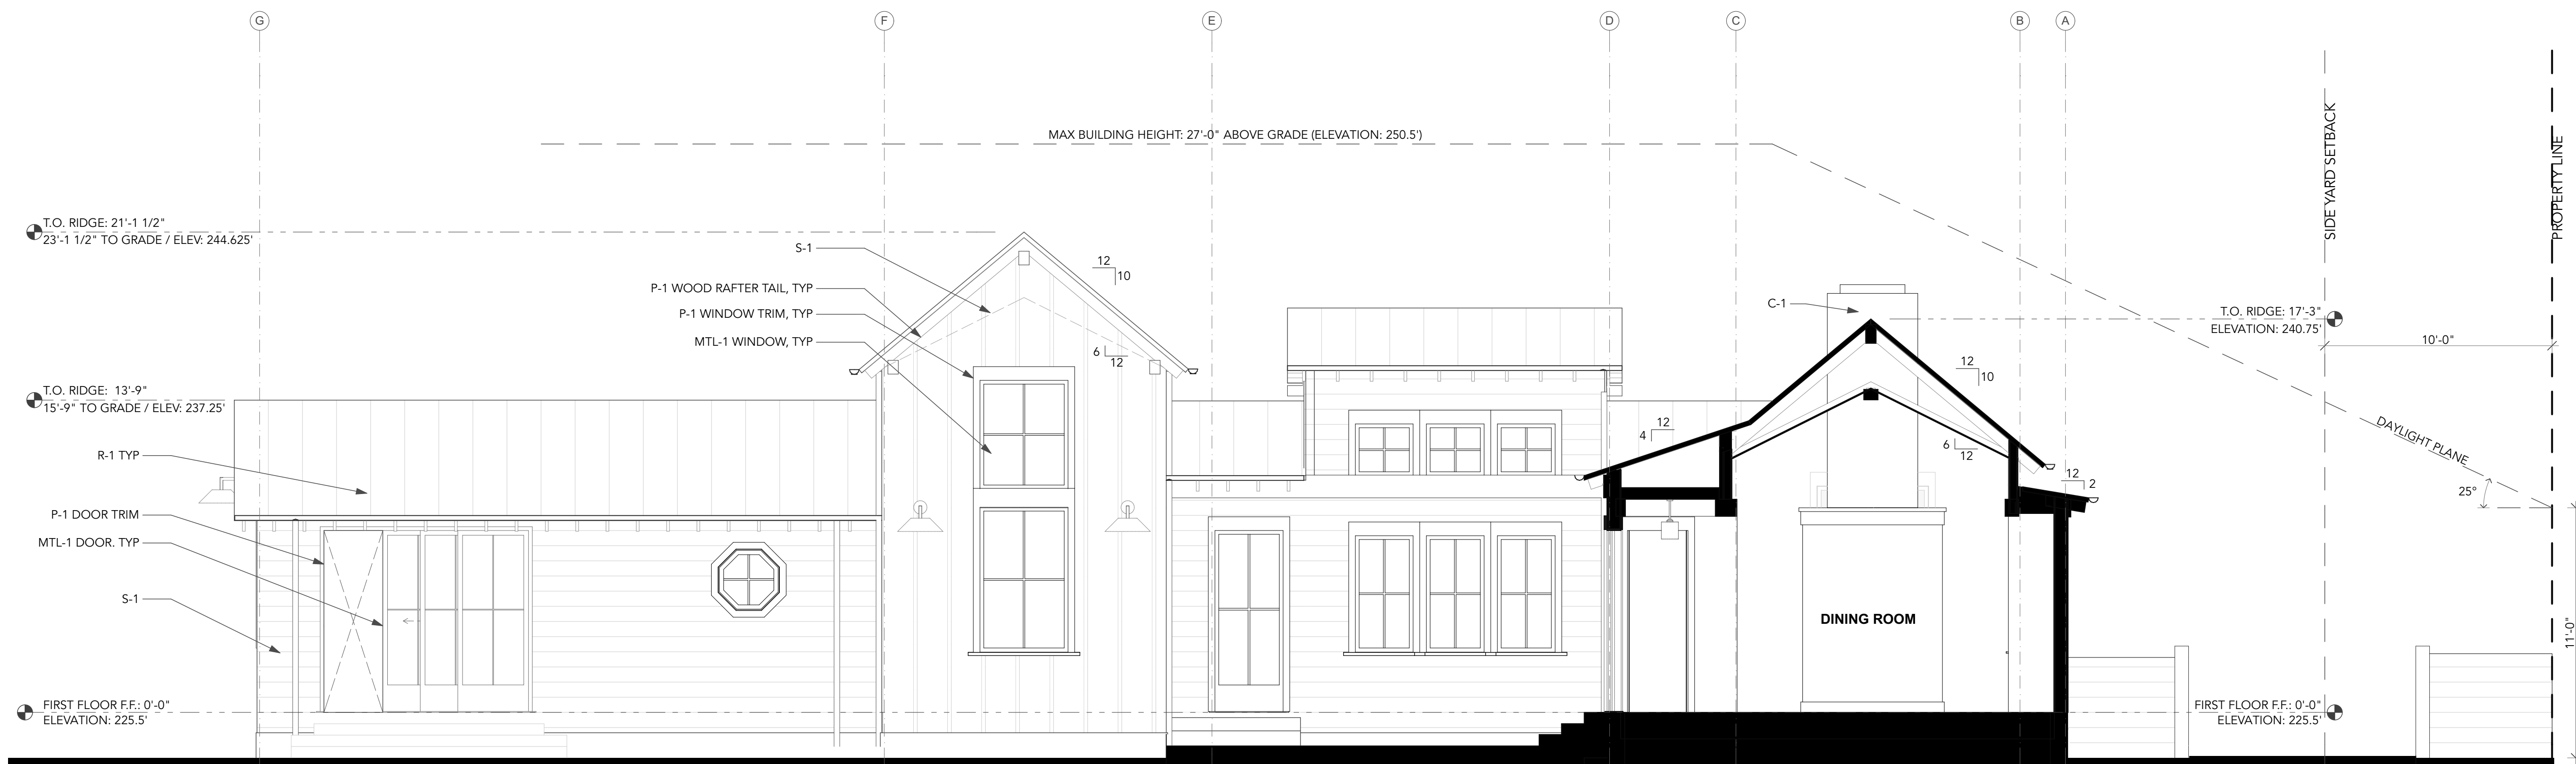 G
F
E
D
C
B
A
MAX BUILDING HEIGHT: 27'-0" ABOVE GRADE (ELEVATION: 250.5')
SIDE YARD SETBACK
PROPERTY LINE
T.O. RIDGE: 21'-1 1/2"
23'-1 1/2" TO GRADE / ELEV: 244.625'
S-1
12
10
P-1 WOOD RAFTER TAIL, TYP
P-1 WINDOW TRIM, TYP
MTL-1 WINDOW, TYP
6
12
C-1
T.O. RIDGE: 17'-3"
ELEVATION: 240.75'
10'-0"
12
10
T.O. RIDGE: 13'-9"
15'-9" TO GRADE / ELEV: 237.25'
12
4
6
12
DAYLIGHT PLANE
25°
12
2
R-1 TYP
P-1 DOOR TRIM
MTL-1 DOOR. TYP
S-1
DINING ROOM
11'-0"
FIRST FLOOR F.F.: 0'-0"
ELEVATION: 225.5'
FIRST FLOOR F.F.: 0'-0"
ELEVATION: 225.5'